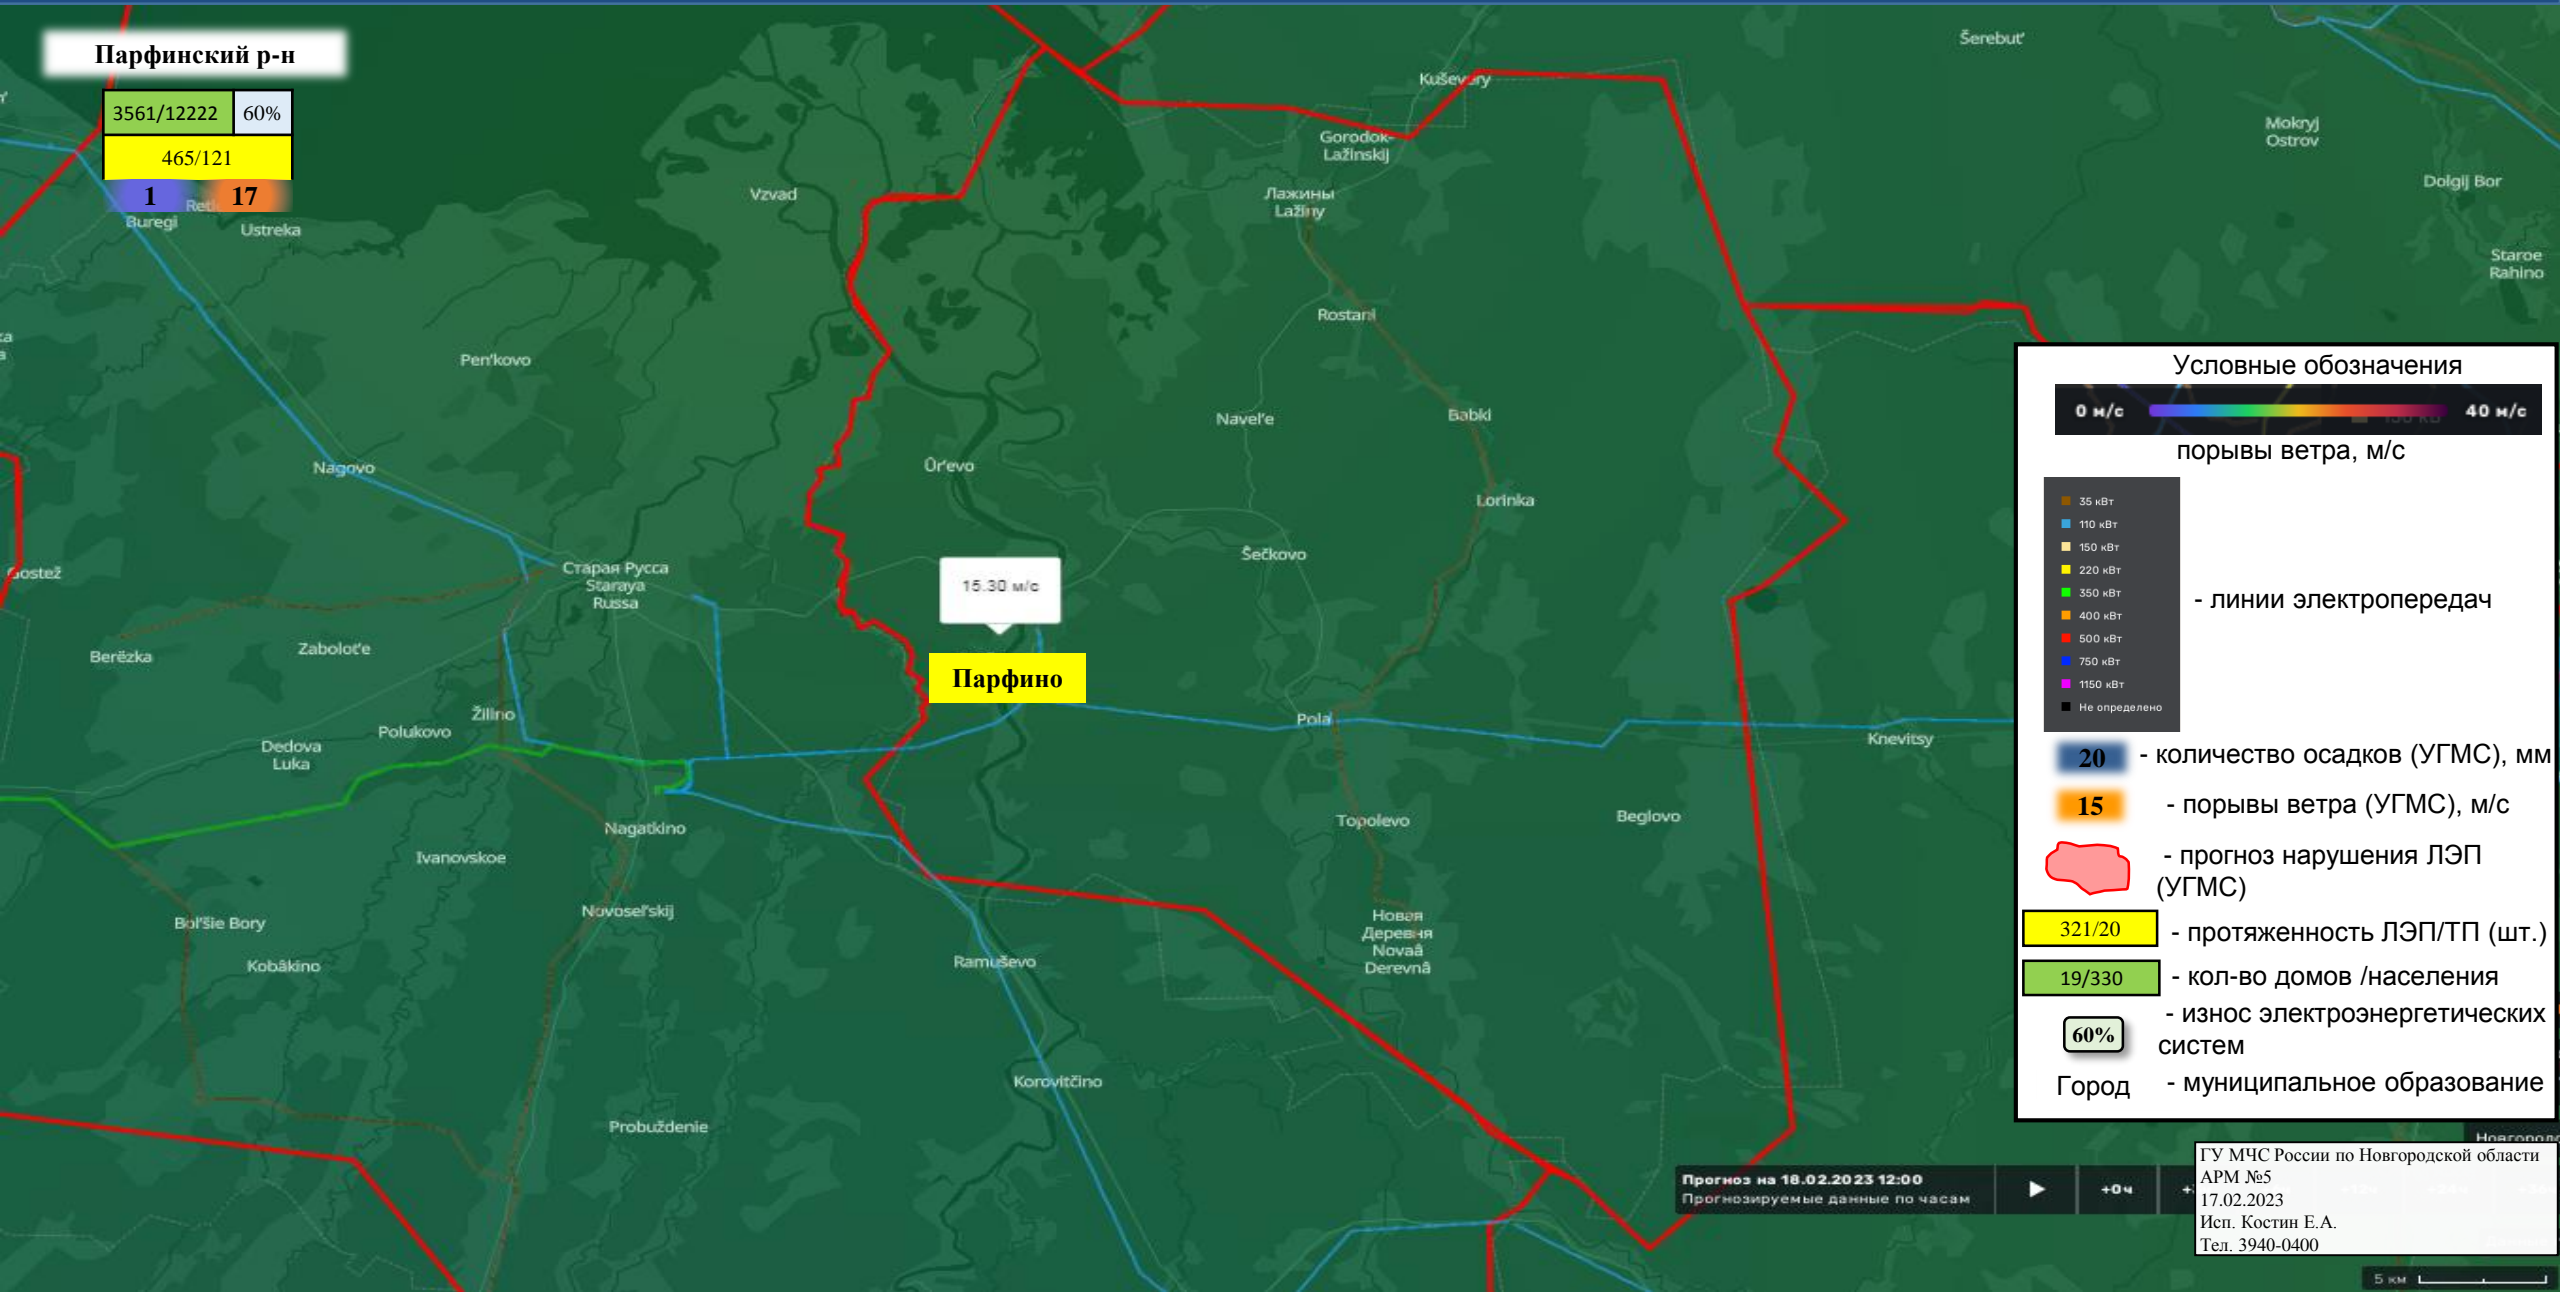 Парфинский р-н
3561/12222
60%
465/121
1
17
Buregi
Ustreka
Vzvad
Pen'kovo
Nagovo
Старая Русса
Staraya
Russa
Berëzka
Zabolot'e
Žilino
Polukovo
Dedova
Luka
Nagatkino
Ivanovskoe
Novosel'skij
Bol'šie Bory
Kobâkino
Probuždenie
Ramuševo
Korovitčino
Kuševery
Gorodok-
Lažinskij
Лажины
Lažiny
Rostani
Navel'e
Babki
Ûr'evo
Lorinka
Šečkovo
15.30 м/с
Парфино
Pola
Topolevo
Beglovo
Новая
Деревня
Novaâ
Derevnâ
Knevitsy
Šerebut'
Mokryj
Ostrov
Dolgij Bor
Staroe
Rahino
Условные обозначения
0 м/с
40 м/с
порывы ветра, м/с
35 кВт
110 кВт
150 кВт
220 кВт
350 кВт
400 кВт
500 кВт
750 кВт
1150 кВт
Не определено
- линии электропередач
20 - количество осадков (УГМС), мм
15 - порывы ветра (УГМС), м/с
- прогноз нарушения ЛЭП
(УГМС)
321/20 - протяженность ЛЭП/ТП (шт.)
19/330 - кол-во домов /населения
60% - износ электроэнергетических
систем
Город - муниципальное образование
Прогноз на 18.02.2023 12:00
Прогнозируемые данные по часам
+0ч
ГУ МЧС России по Новгородской области
АРМ №5
17.02.2023
Исп. Костин Е.А.
Тел. 3940-0400
5 км